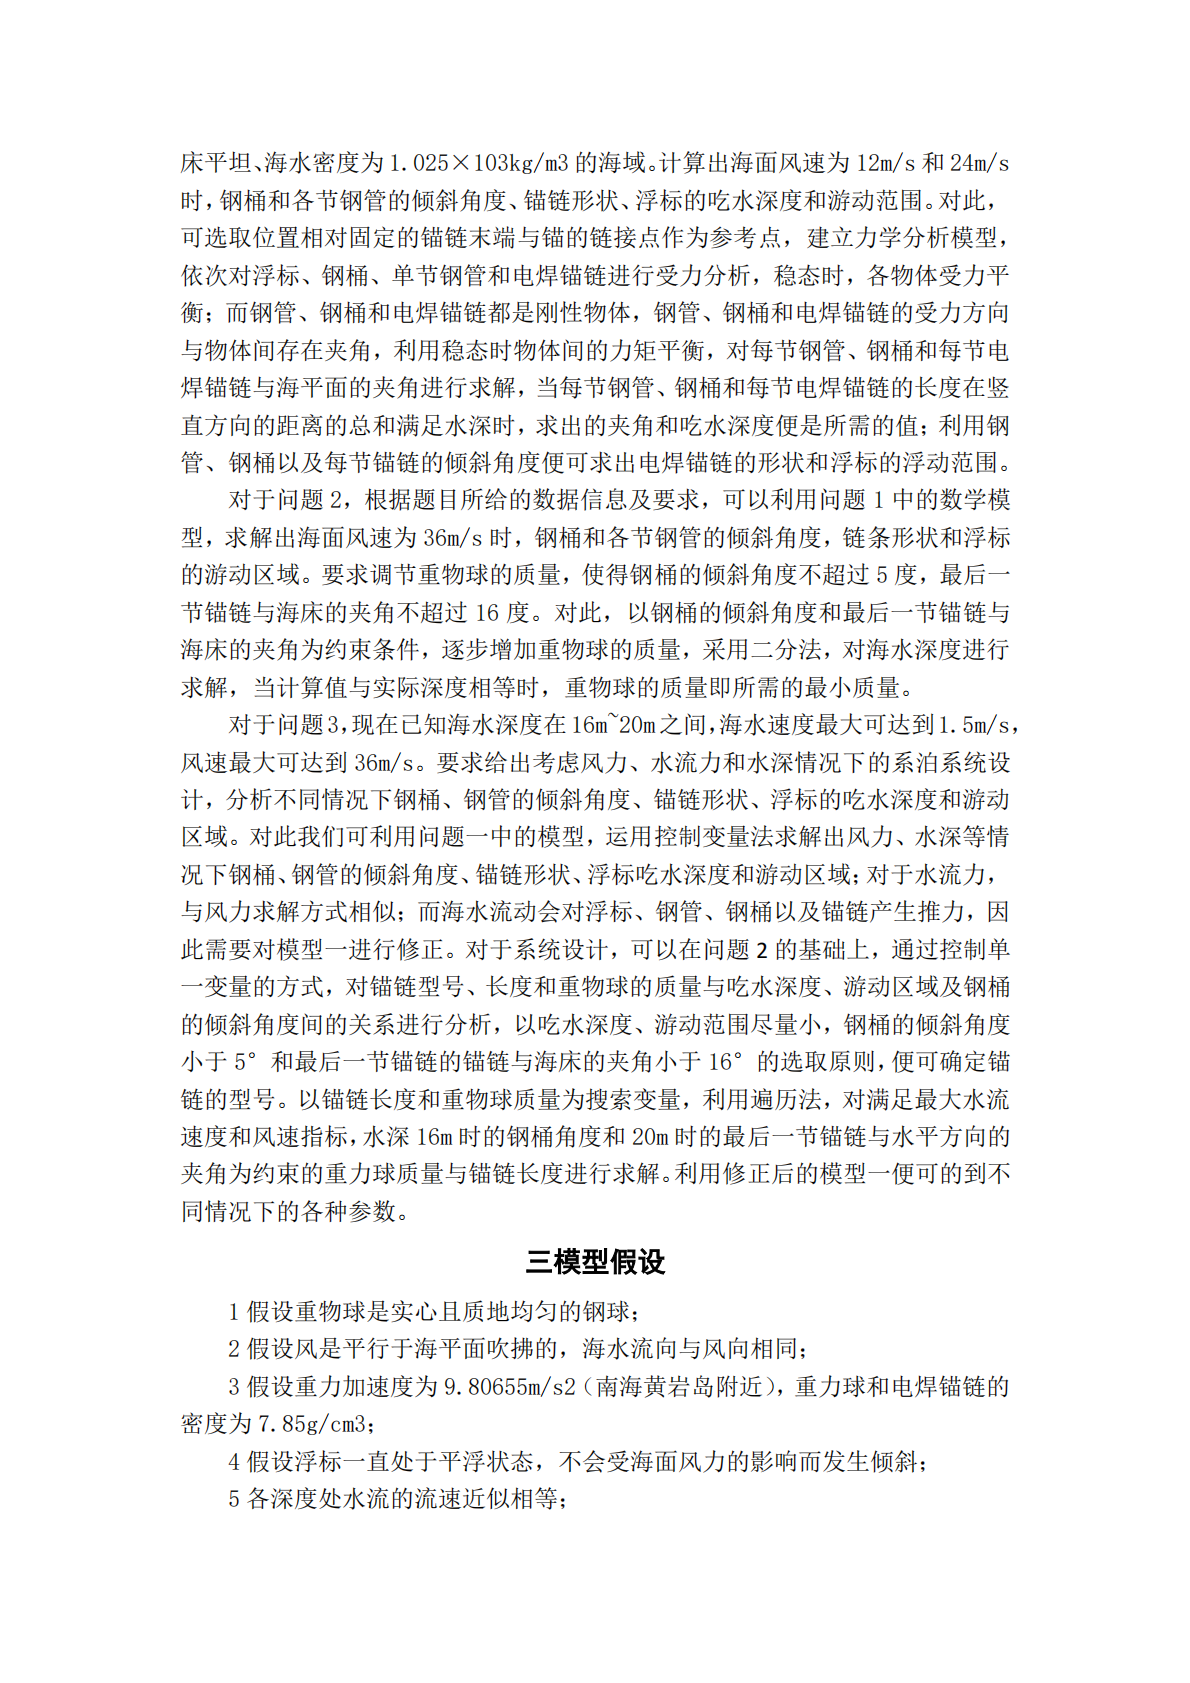 床平坦、海水密度为1.025×103kg/m3的海域。计算出海面风速为12m/s和24m/s
时，钢桶和各节钢管的倾斜角度、锚链形状、浮标的吃水深度和游动范围。对此，
可选取位置相对固定的锚链末端与锚的链接点作为参考点，建立力学分析模型，
依次对浮标、钢桶、单节钢管和电焊锚链进行受力分析，稳态时，各物体受力平
衡；而钢管、钢桶和电焊锚链都是刚性物体，钢管、钢桶和电焊锚链的受力方向
与物体间存在夹角，利用稳态时物体间的力矩平衡，对每节钢管、钢桶和每节电
焊锚链与海平面的夹角进行求解，当每节钢管、钢桶和每节电焊锚链的长度在竖
直方向的距离的总和满足水深时，求出的夹角和吃水深度便是所需的值；利用钢
管、钢桶以及每节锚链的倾斜角度便可求出电焊锚链的形状和浮标的浮动范围。
对于问题2，根据题目所给的数据信息及要求，可以利用问题1中的数学模
型，求解出海面风速为36m/s时，钢桶和各节钢管的倾斜角度，链条形状和浮标
的游动区域。要求调节重物球的质量，使得钢桶的倾斜角度不超过5度，最后一
节锚链与海床的夹角不超过16度。对此，以钢桶的倾斜角度和最后一节锚链与
海床的夹角为约束条件，逐步增加重物球的质量，采用二分法，对海水深度进行
求解，当计算值与实际深度相等时，重物球的质量即所需的最小质量。
对于问题3，现在已知海水深度在16m~20m之间，海水速度最大可达到1.5m/s，
风速最大可达到36m/s。要求给出考虑风力、水流力和水深情况下的系泊系统设
计，分析不同情况下钢桶、钢管的倾斜角度、锚链形状、浮标的吃水深度和游动
区域。对此我们可利用问题一中的模型，运用控制变量法求解出风力、水深等情
况下钢桶、钢管的倾斜角度、锚链形状、浮标吃水深度和游动区域；对于水流力，
与风力求解方式相似；而海水流动会对浮标、钢管、钢桶以及锚链产生推力，因
此需要对模型一进行修正。对于系统设计，可以在问题2的基础上，通过控制单
一变量的方式，对锚链型号、长度和重物球的质量与吃水深度、游动区域及钢桶
的倾斜角度间的关系进行分析，以吃水深度、游动范围尽量小，钢桶的倾斜角度
小于5°和最后一节锚链的锚链与海床的夹角小于16°的选取原则，便可确定锚
链的型号。以锚链长度和重物球质量为搜索变量，利用遍历法，对满足最大水流
速度和风速指标，水深16m时的钢桶角度和20m时的最后一节锚链与水平方向的
夹角为约束的重力球质量与锚链长度进行求解。利用修正后的模型一便可的到不
同情况下的各种参数。
三模型假设
1假设重物球是实心且质地均匀的钢球；
2假设风是平行于海平面吹拂的，海水流向与风向相同；
3假设重力加速度为9.80655m/s2（南海黄岩岛附近），重力球和电焊锚链的
密度为7.85g/cm3；
4假设浮标一直处于平浮状态，不会受海面风力的影响而发生倾斜；
5各深度处水流的流速近似相等；